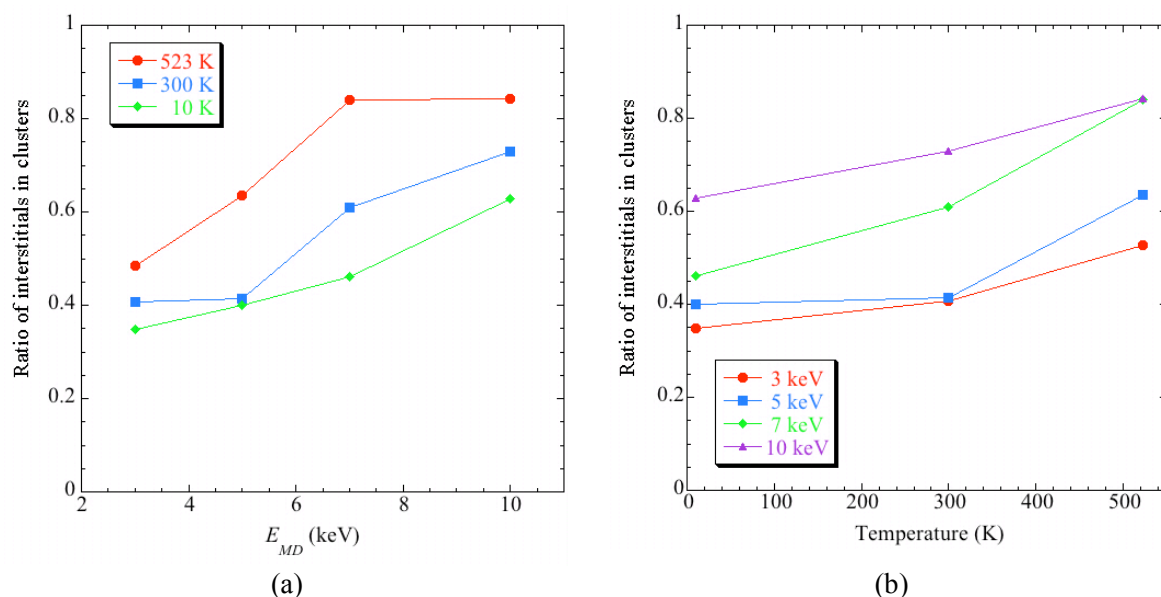 1
0.8
0.6
0.4
0.2
0
Ratio of interstitials in clusters
523 K
300 K
10 K
2
4
6
8
10
E_MD (keV)
(a)
1
0.8
0.6
0.4
0.2
0
Ratio of interstitials in clusters
3 keV
5 keV
7 keV
10 keV
0
100
200
300
400
500
Temperature (K)
(b)